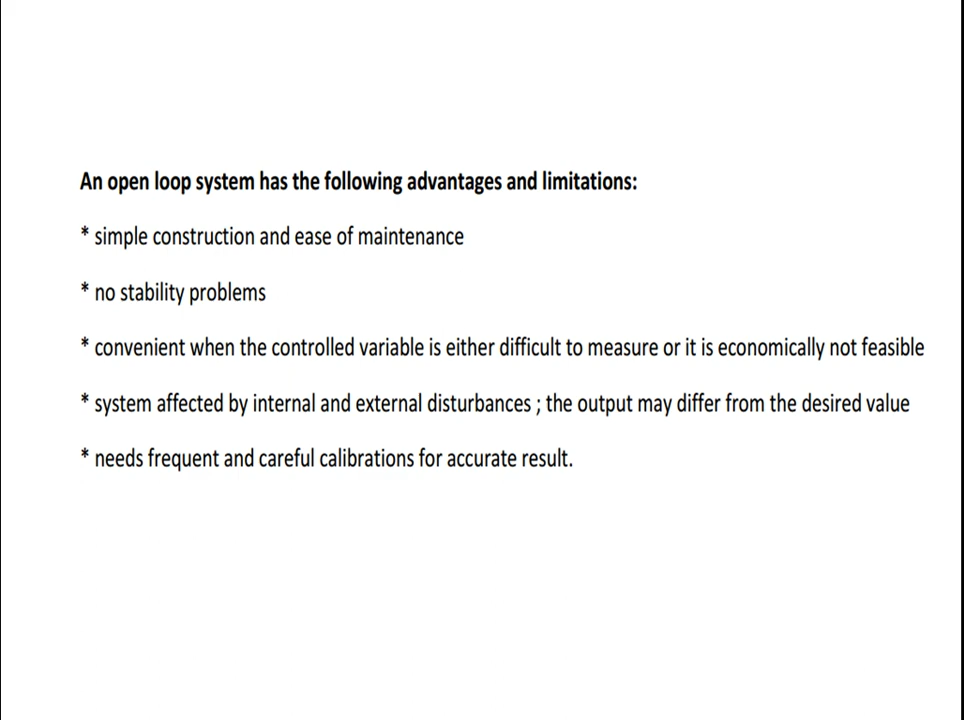 An open loop system has the following advantages and limitations:
* simple construction and ease of maintenance
* no stability problems
* convenient when the controlled variable is either difficult to measure or it is economically not feasible
* system affected by internal and external disturbances ; the output may differ from the desired value
* needs frequent and careful calibrations for accurate result.